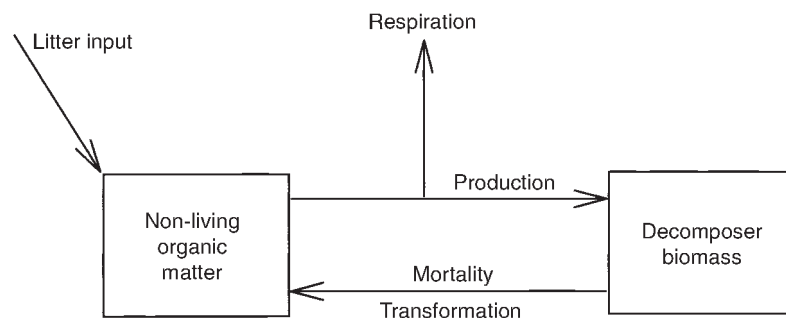 Respiration
Litter input
Production
Non-living
organic
matter
Decomposer
biomass
Mortality
Transformation